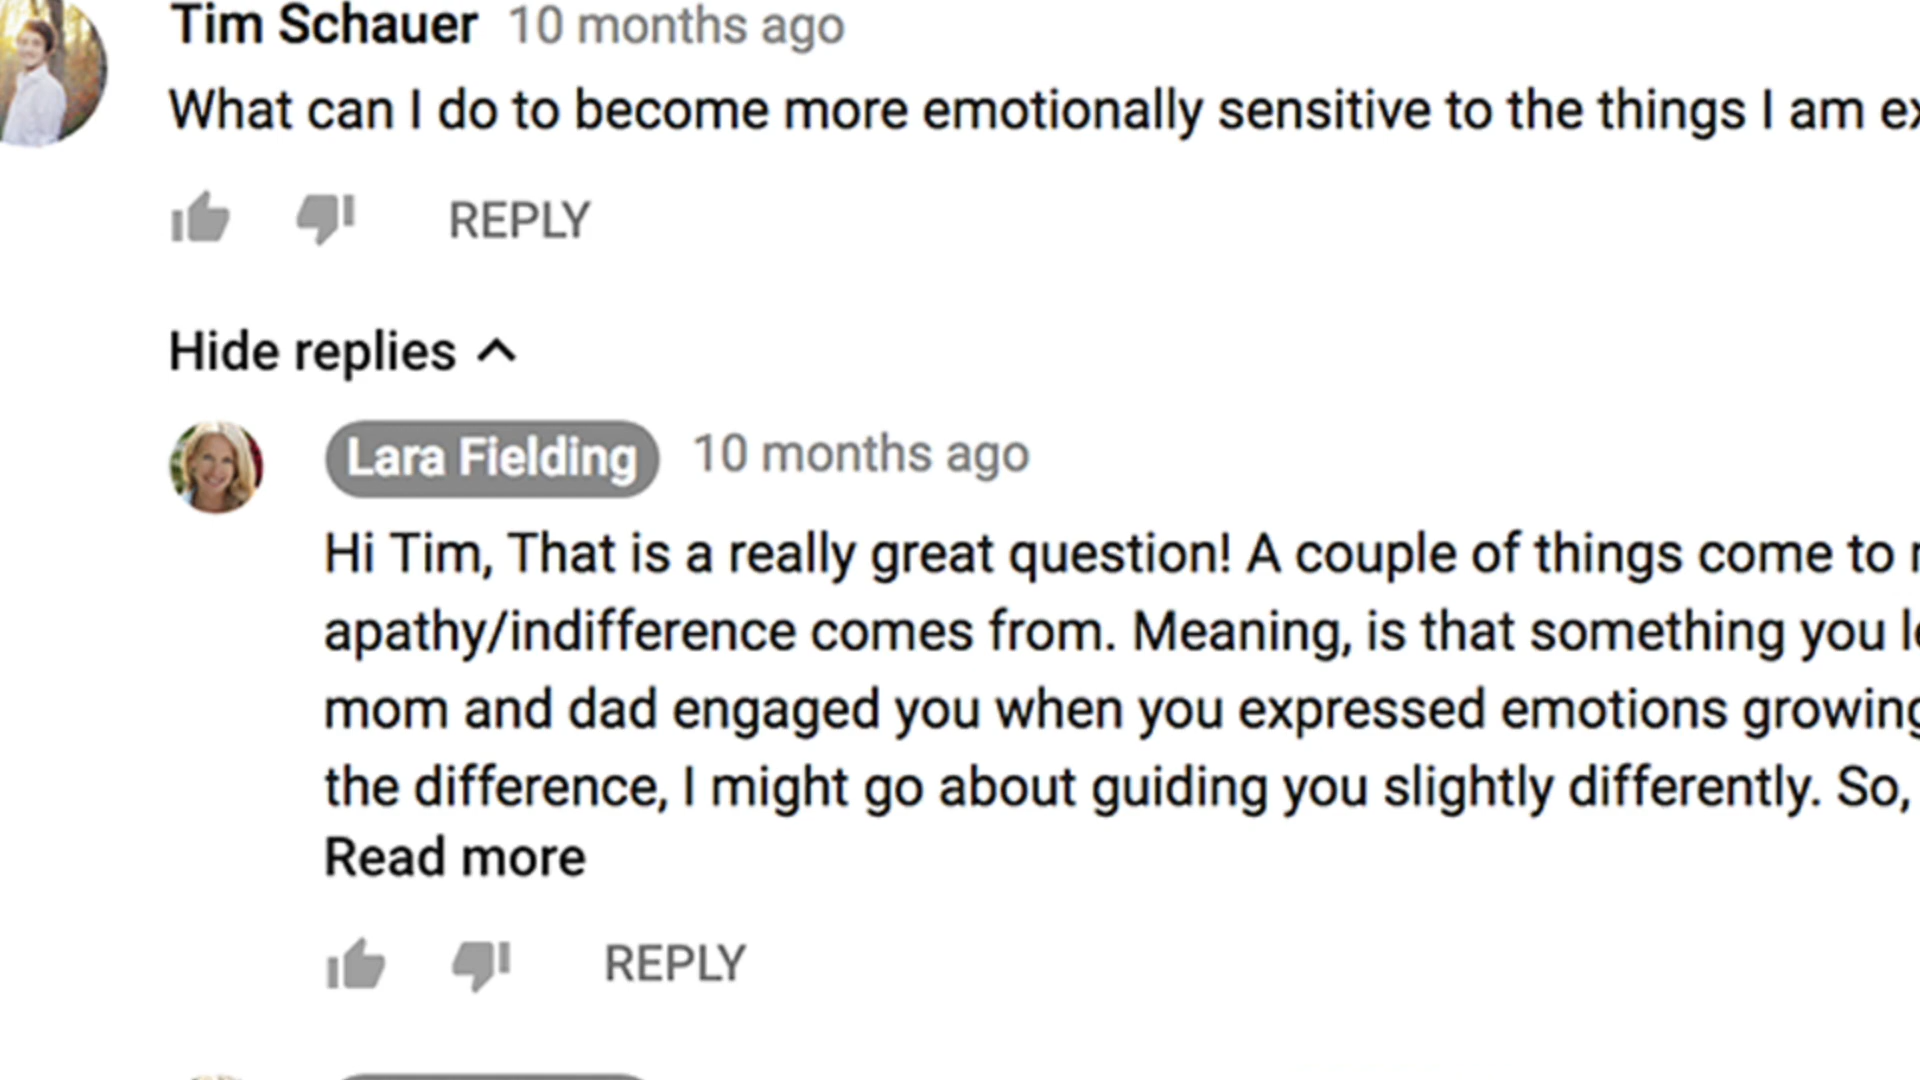 Tim Schauer 10 months ago
What can I do to become more emotionally sensitive to the things I am
REPLY
Hide replies
Lara Fielding 10 months ago
Hi Tim, That is a really great question! A couple of things come to
apathy/indifference comes from. Meaning, is that something you
mom and dad engaged you when you expressed emotions growing
the difference, I might go about guiding you slightly differently. So,
Read more
REPLY